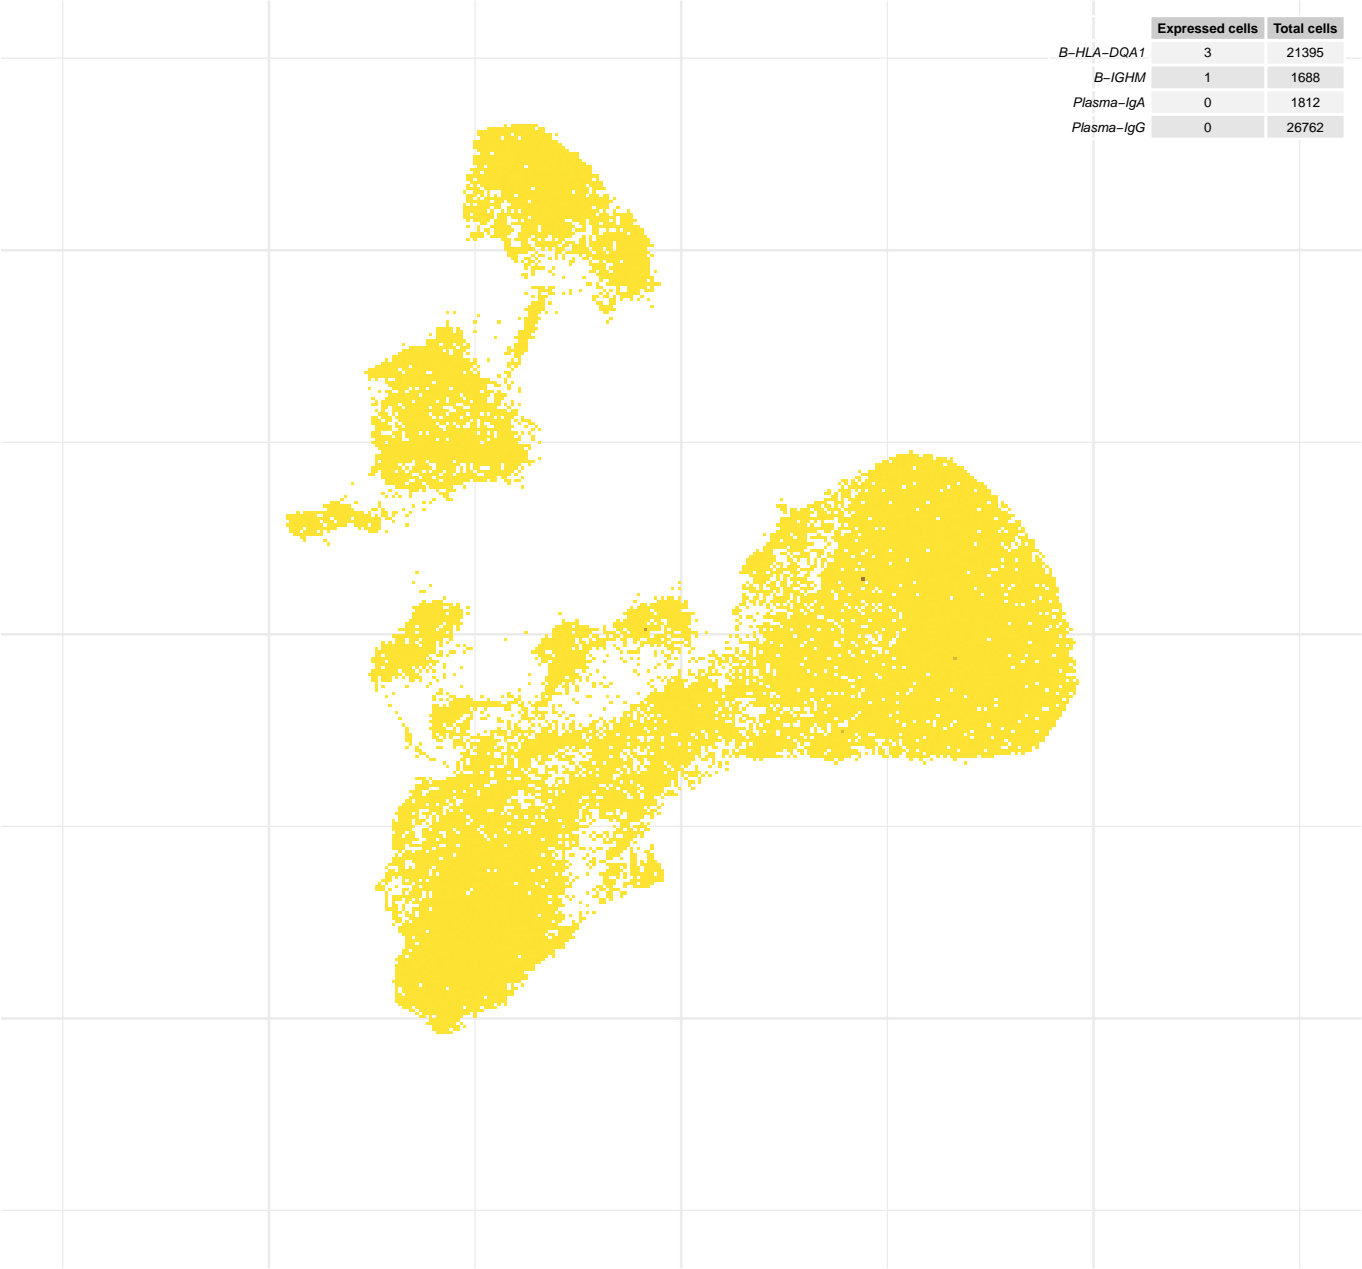 Expressed cells Total cells
B−HLA−DQA1 3 21395
B−IGHM 1 1688
Plasma−IgA 0 1812
Plasma−IgG 0 26762